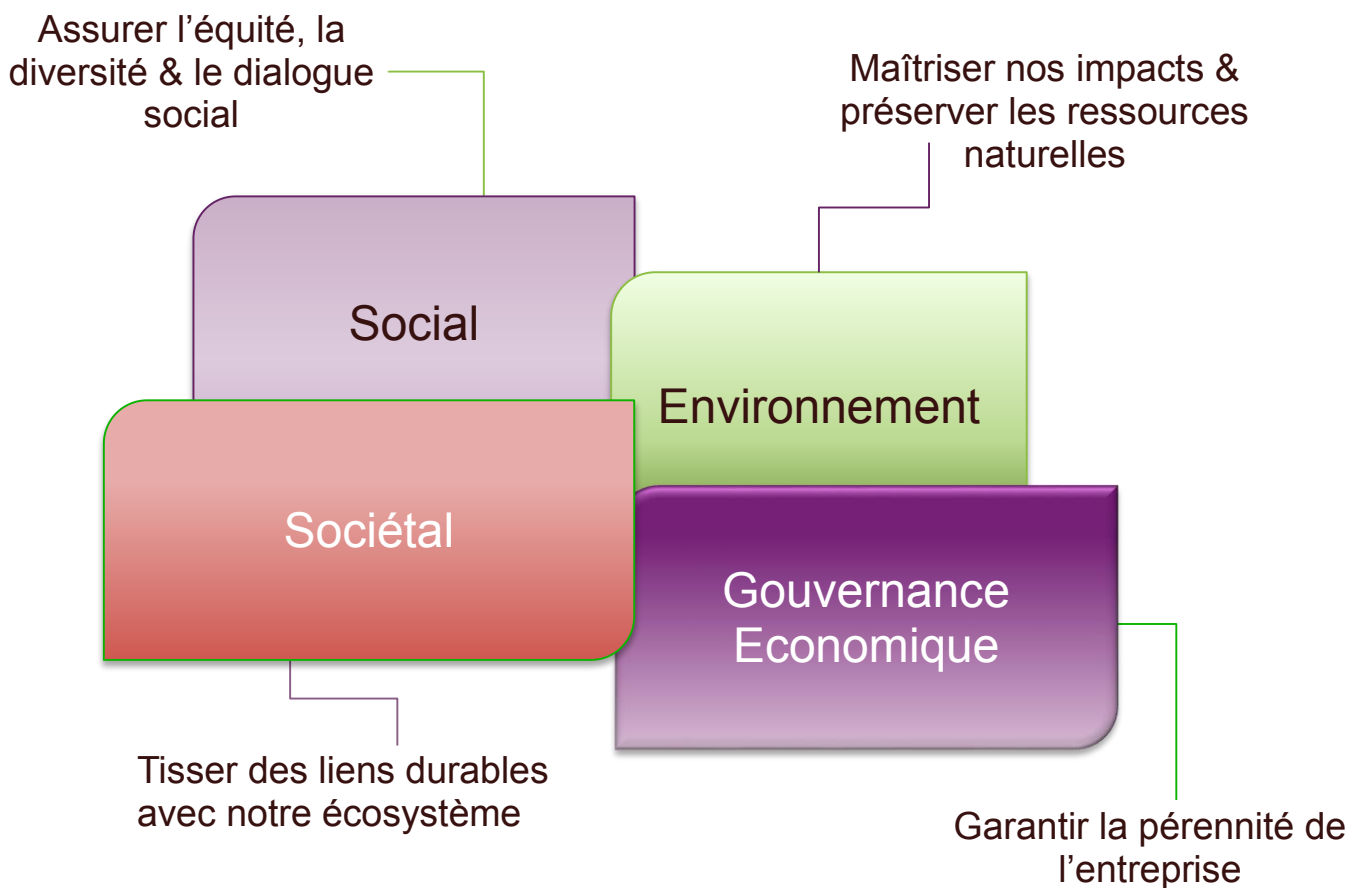 Assurer l’équité, la
diversité & le dialogue
social
Maîtriser nos impacts &
préserver les ressources
naturelles
Social
Environnement
Sociétal
Gouvernance
Economique
Tisser des liens durables
avec notre écosystème
Garantir la pérennité de
l’entreprise